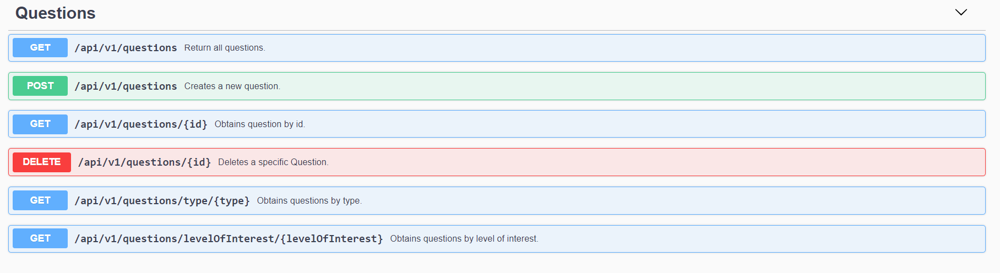 Questions
GET /api/v1/questions Return all questions.
POST /api/v1/questions Creates a new question.
GET /api/v1/questions/{id} Obtains question by id.
DELETE /api/v1/questions/{id} Deletes a specific Question.
GET /api/v1/questions/type/{type} Obtains questions by type.
GET /api/v1/questions/levelOfInterest/{levelOfInterest} Obtains questions by level of interest.